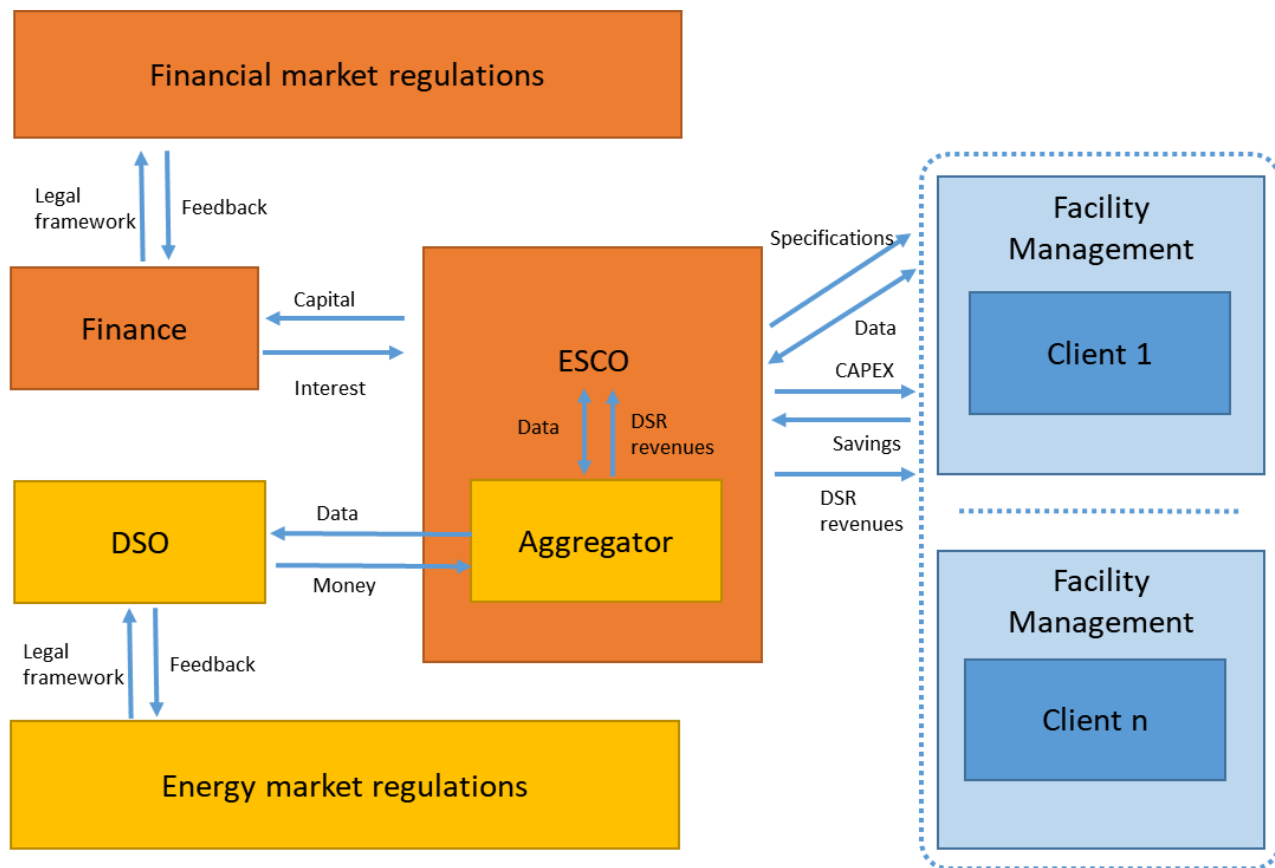 Financial market regulations
Legal
framework
Feedback
Finance
Capital
Interest
ESCO
Data
DSR
revenues
Aggregator
DSO
Data
Money
Legal
framework
Feedback
Energy market regulations
Specifications
Data
CAPEX
Savings
DSR
revenues
Facility
Management
Client 1
Facility
Management
Client n